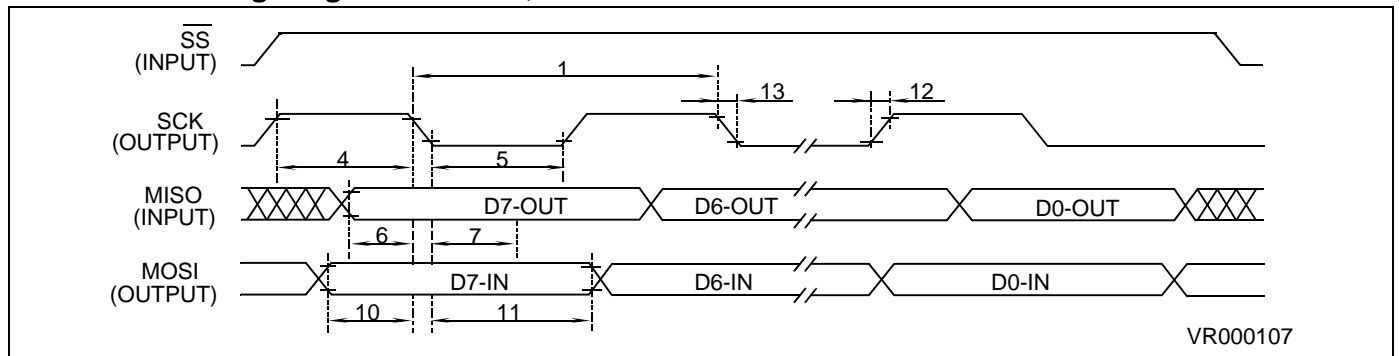 SS
(INPUT)
1
13
12
SCK
(OUTPUT)
4
5
MISO
(INPUT)
D7-OUT
D6-OUT
D0-OUT
6
7
MOSI
(OUTPUT)
D7-IN
D6-IN
D0-IN
10
11
VR000107